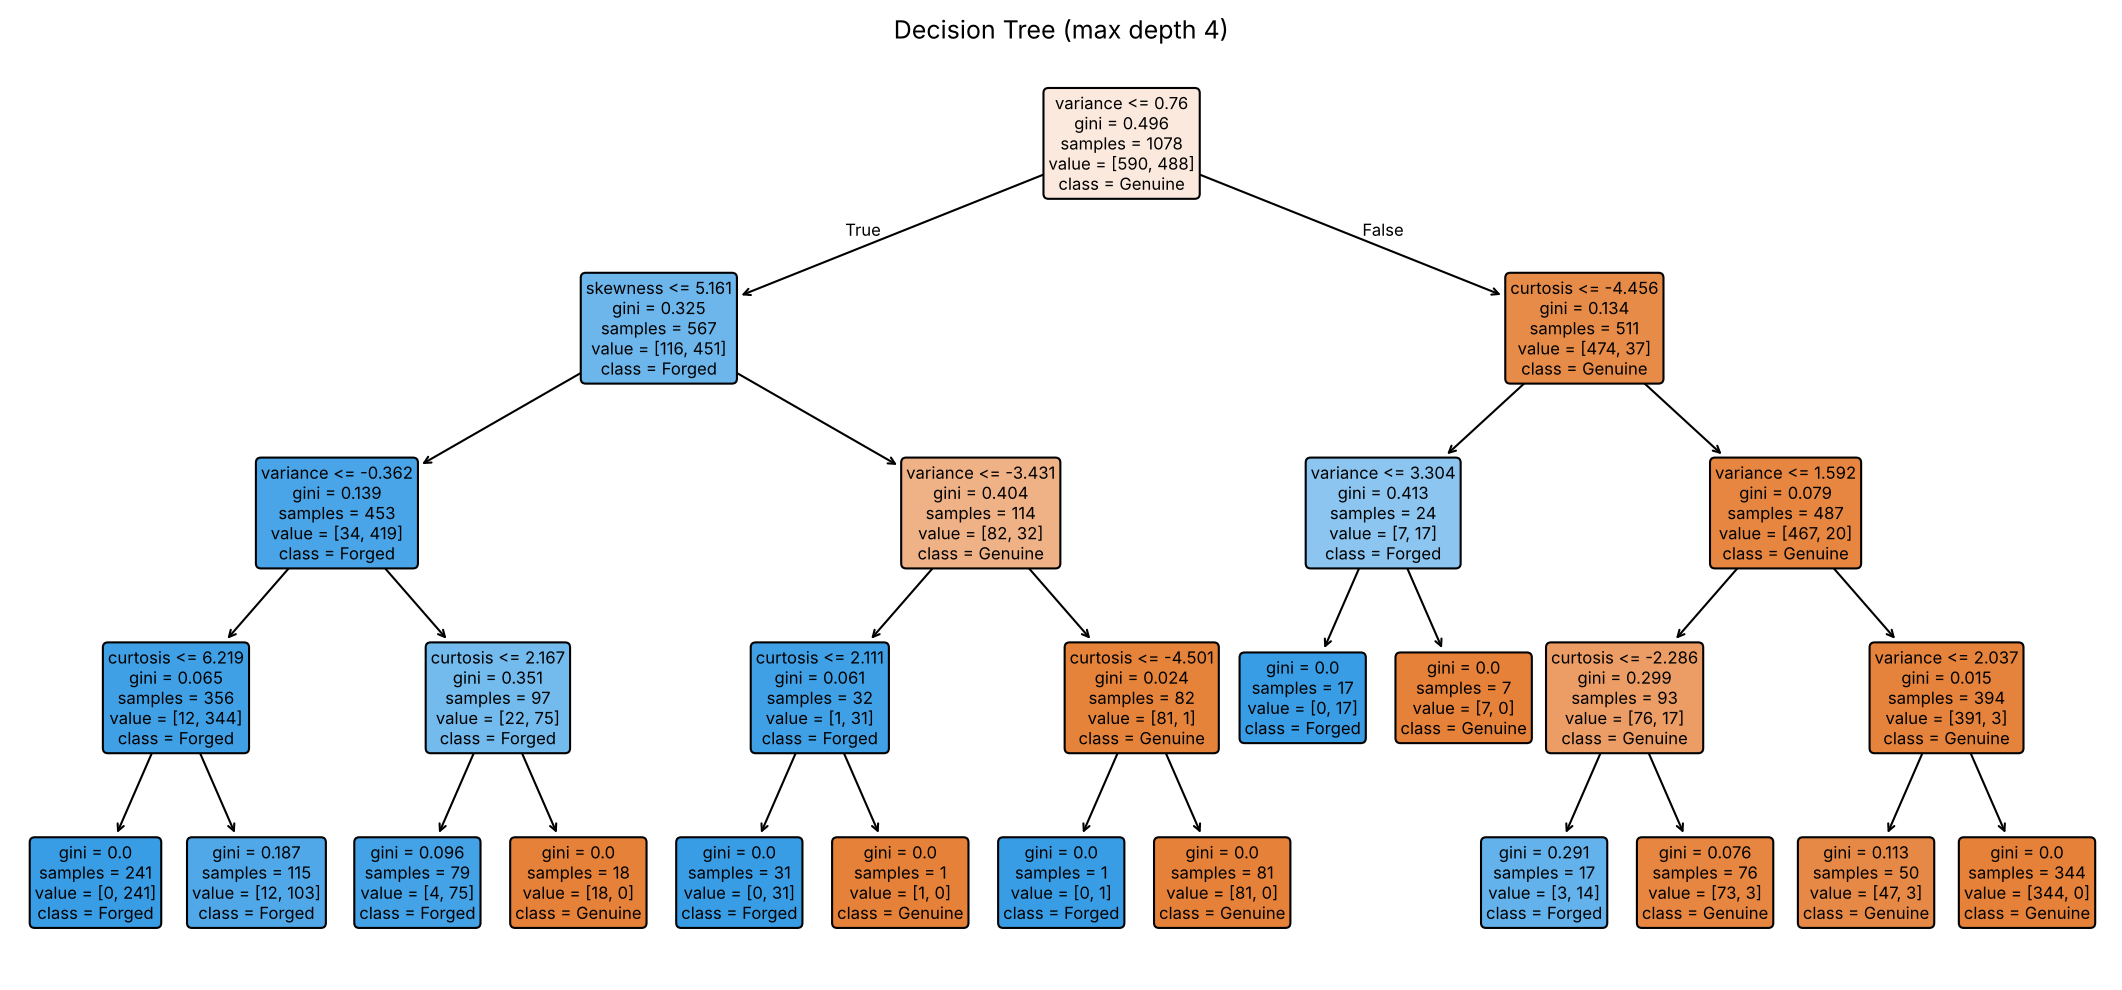 Decision Tree (max depth 4)
variance <= 0.76
gini = 0.496
samples = 1078
value = [590, 488]
class = Genuine
True
False
skewness <= 5.161
gini = 0.325
samples = 567
value = [116, 451]
class = Forged
curtosis <= -4.456
gini = 0.134
samples = 511
value = [474, 37]
class = Genuine
variance <= -0.362
gini = 0.139
samples = 453
value = [34, 419]
class = Forged
variance <= -3.431
gini = 0.404
samples = 114
value = [82, 32]
class = Genuine
variance <= 3.304
gini = 0.413
samples = 24
value = [7, 17]
class = Forged
variance <= 1.592
gini = 0.079
samples = 487
value = [467, 20]
class = Genuine
curtosis <= 6.219
gini = 0.065
samples = 356
value = [12, 344]
class = Forged
curtosis <= 2.167
gini = 0.351
samples = 97
value = [22, 75]
class = Forged
curtosis <= 2.111
gini = 0.061
samples = 32
value = [1, 31]
class = Forged
curtosis <= -4.501
gini = 0.024
samples = 82
value = [81, 1]
class = Genuine
gini = 0.0
samples = 17
value = [0, 17]
class = Forged
gini = 0.0
samples = 7
value = [7, 0]
class = Genuine
curtosis <= -2.286
gini = 0.299
samples = 93
value = [76, 17]
class = Genuine
variance <= 2.037
gini = 0.015
samples = 394
value = [391, 3]
class = Genuine
gini = 0.0
samples = 241
value = [0, 241]
class = Forged
gini = 0.187
samples = 115
value = [12, 103]
class = Forged
gini = 0.096
samples = 79
value = [4, 75]
class = Forged
gini = 0.0
samples = 18
value = [18, 0]
class = Genuine
gini = 0.0
samples = 31
value = [0, 31]
class = Forged
gini = 0.0
samples = 1
value = [1, 0]
class = Genuine
gini = 0.0
samples = 1
value = [0, 1]
class = Forged
gini = 0.0
samples = 81
value = [81, 0]
class = Genuine
gini = 0.291
samples = 17
value = [3, 14]
class = Forged
gini = 0.076
samples = 76
value = [73, 3]
class = Genuine
gini = 0.113
samples = 50
value = [47, 3]
class = Genuine
gini = 0.0
samples = 344
value = [344, 0]
class = Genuine